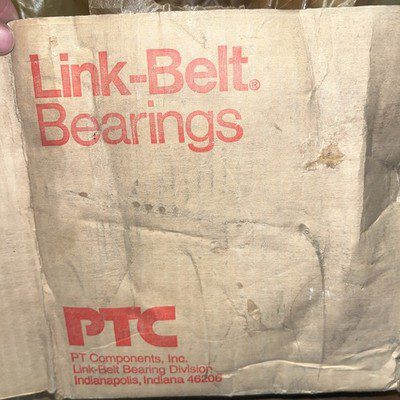 Link-Belt®
Bearings
PTC
PT Components, Inc.
Link-Belt Bearing Division
Indianapolis, Indiana 46206